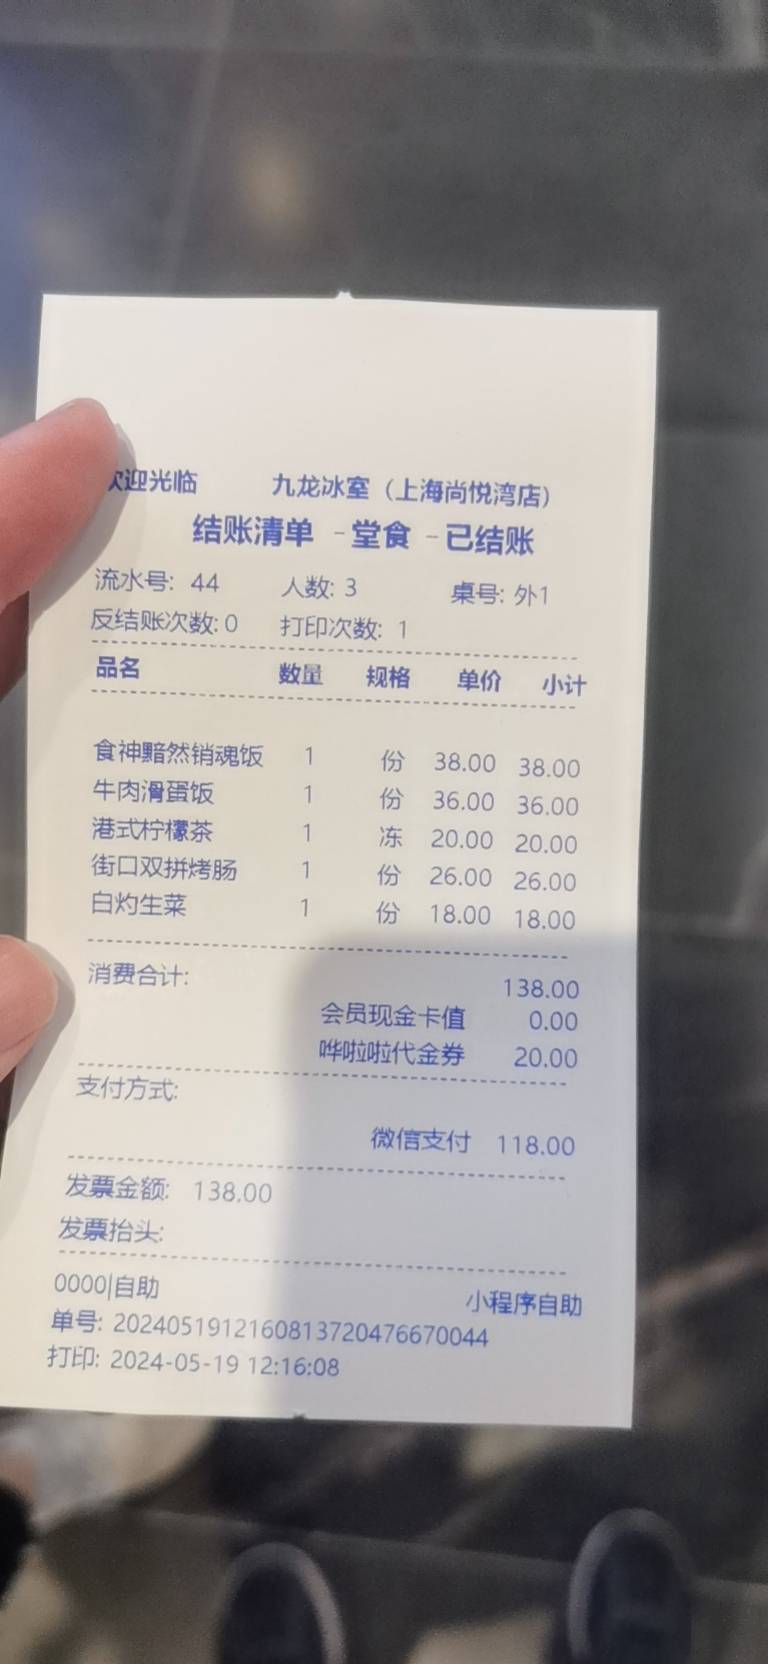 欢迎光临 九龙冰室（上海尚悦湾店）
结账清单 - 堂食 - 已结账
流水号: 44 人数: 3 桌号: 外1
反结账次数: 0 打印次数: 1
品名 数量 规格 单价 小计
食神黯然销魂饭 1 份 38.00 38.00
牛肉滑蛋饭 1 份 36.00 36.00
港式柠檬茶 1 冻 20.00 20.00
街口双拼烤肠 1 份 26.00 26.00
白灼生菜 1 份 18.00 18.00
消费合计: 138.00
会员现金卡值 0.00
哗啦啦代金券 20.00
支付方式:
微信支付 118.00
发票金额: 138.00
发票抬头:
0000|自助 小程序自助
单号: 2024051912160813720476670044
打印: 2024-05-19 12:16:08